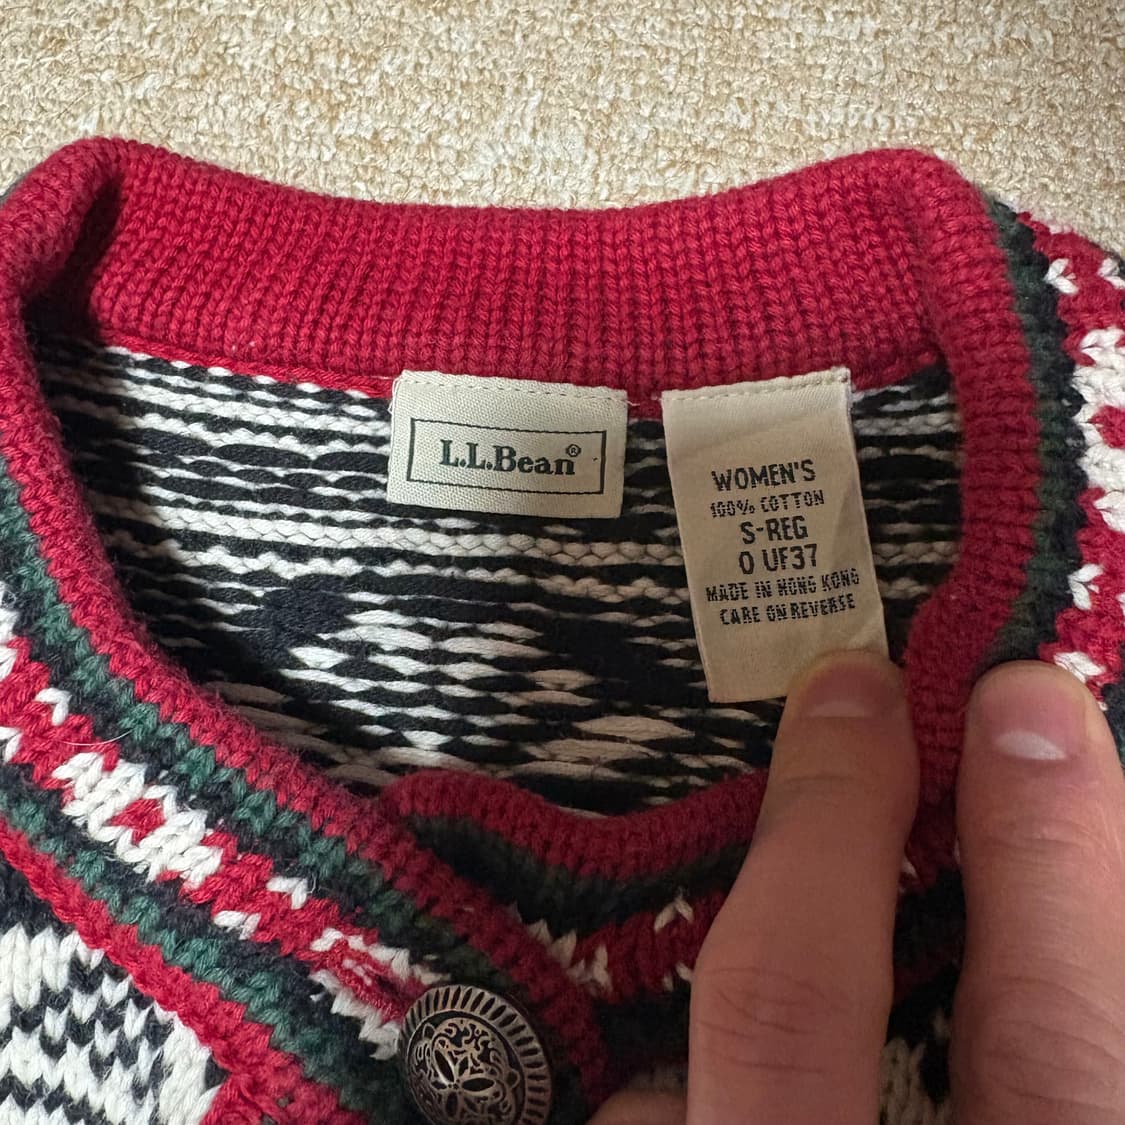 L.L.Bean®
WOMEN'S
100% COTTON
S-REG
0 UF37
MADE IN HONG KONG
CARE ON REVERSE